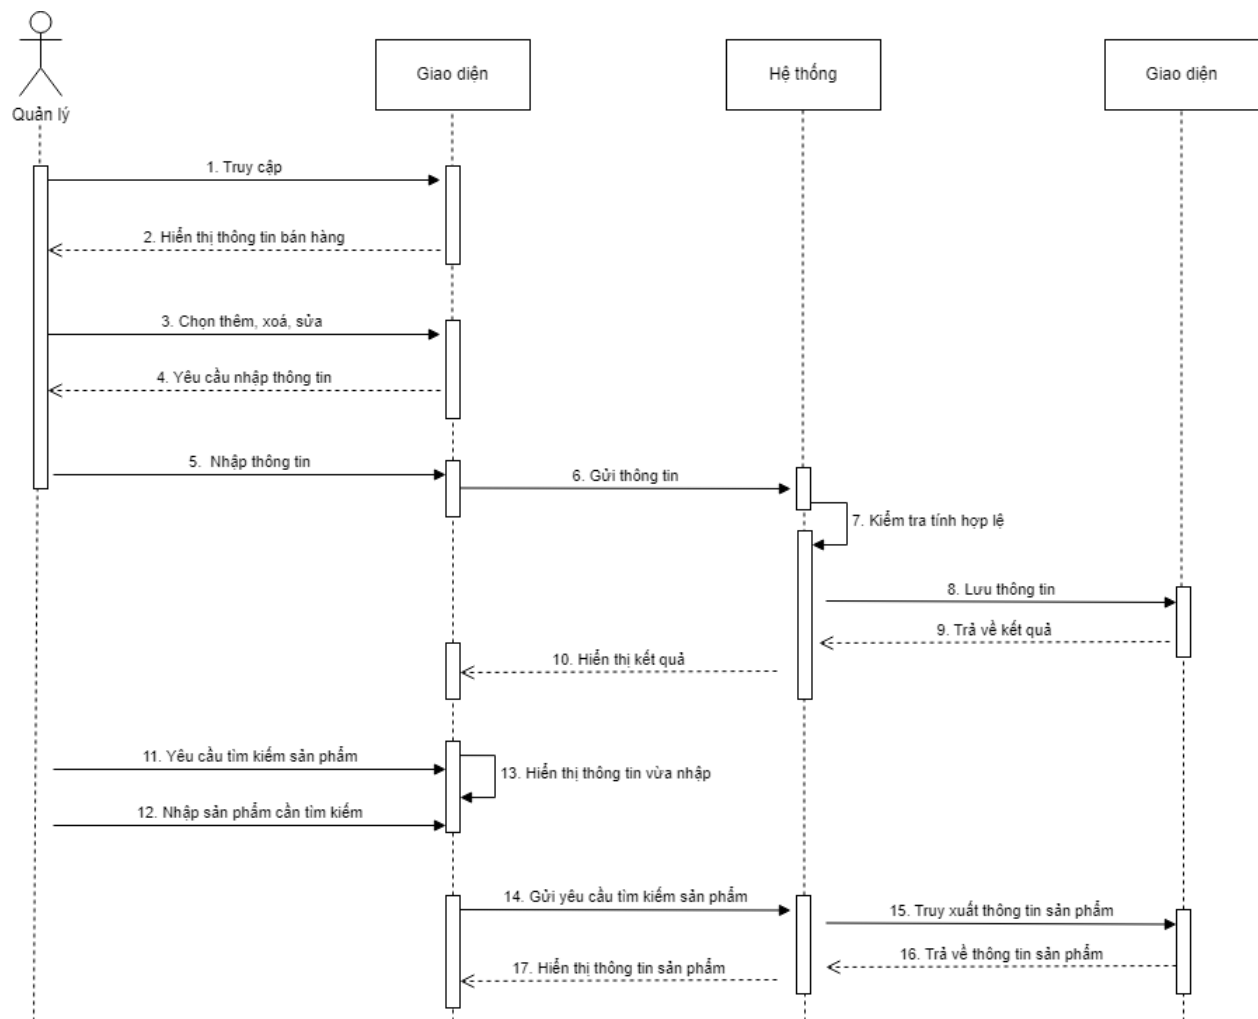 Quản lý
Giao diện
Hệ thống
Giao diện
1. Truy cập
2. Hiển thị thông tin bán hàng
3. Chọn thêm, xoá, sửa
4. Yêu cầu nhập thông tin
5. Nhập thông tin
6. Gửi thông tin
7. Kiểm tra tính hợp lệ
8. Lưu thông tin
9. Trả về kết quả
10. Hiển thị kết quả
11. Yêu cầu tìm kiếm sản phẩm
13. Hiển thị thông tin vừa nhập
12. Nhập sản phẩm cần tìm kiếm
14. Gửi yêu cầu tìm kiếm sản phẩm
15. Truy xuất thông tin sản phẩm
16. Trả về thông tin sản phẩm
17. Hiển thị thông tin sản phẩm